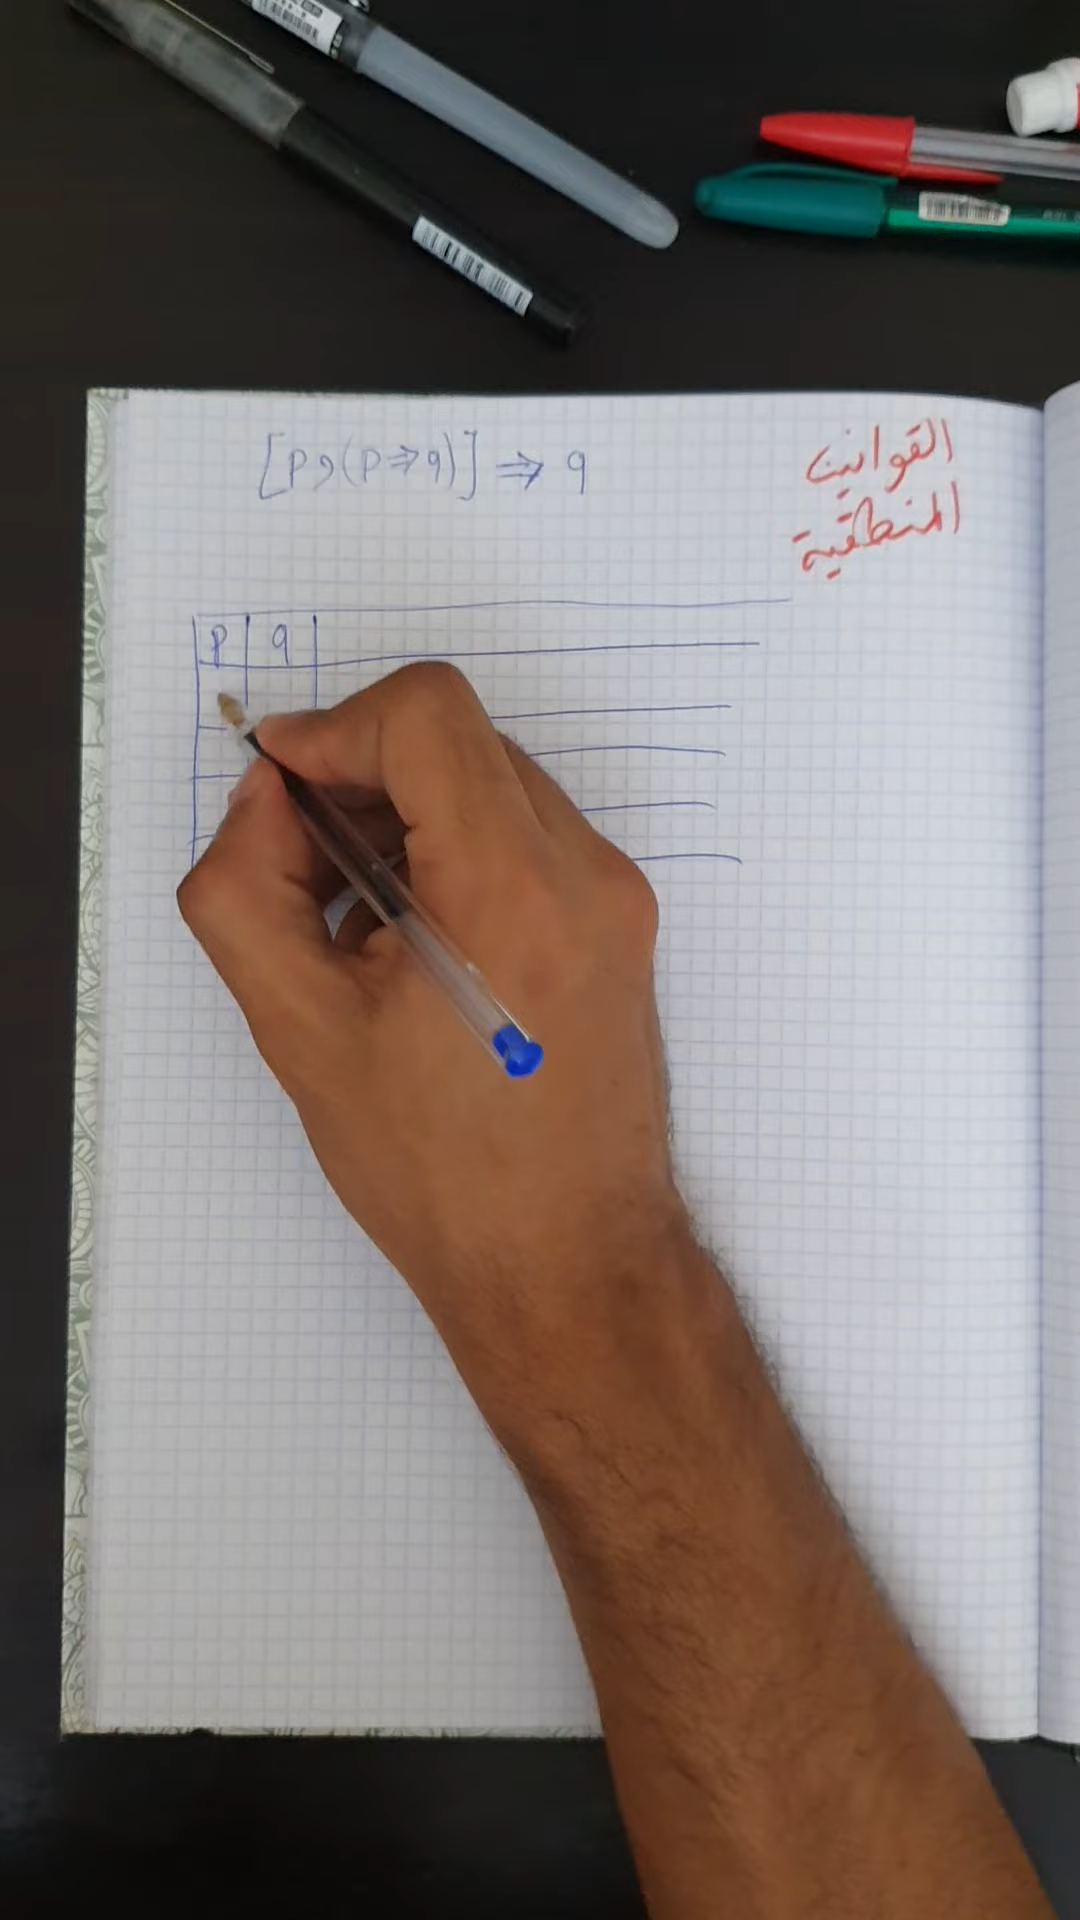 [P و (P ⇒ q)] ⇒ q
القوانين
المنطقية
P q